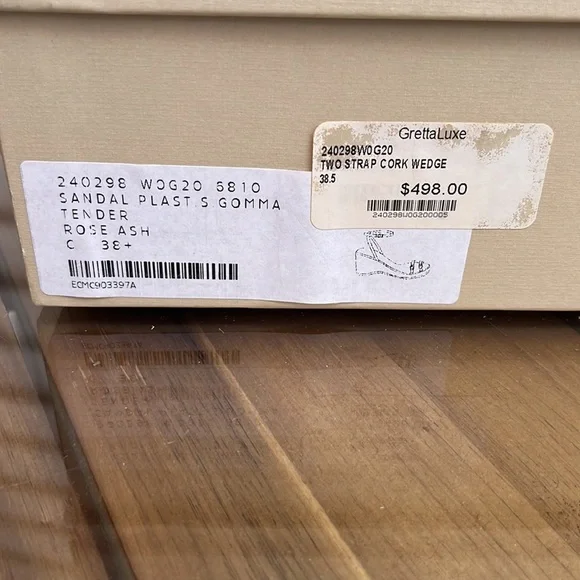 GrettaLuxe
240298W0G20
TWO STRAP CORK WEDGE
38.5
$498.00
240298W0G200005
240298 W0G20 6810
SANDAL PLAST.S GOMMA
TENDER
ROSE ASH
C 38+
ECMC903397A